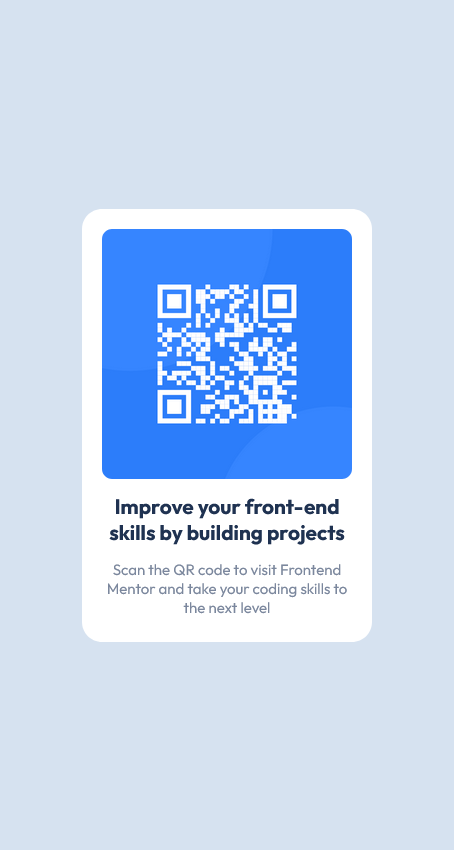 Improve your front-end
skills by building projects
Scan the QR code to visit Frontend
Mentor and take your coding skills to
the next level